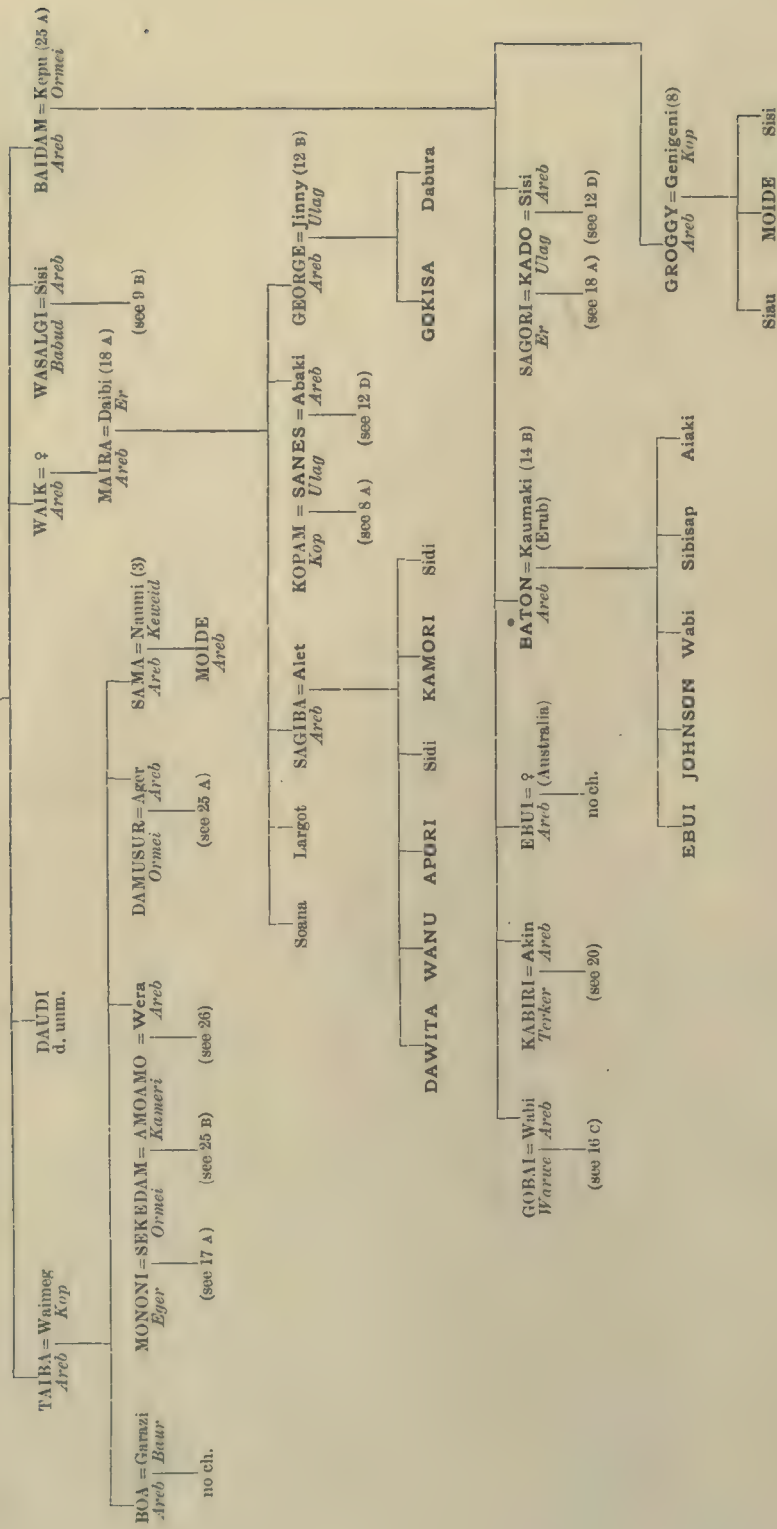 TAIBA = Waimeg DAUDI WAIK = ♀ WASALGI = Sisi BAIDAM = Kepu (25 A)
Areb Kop d. unm. Areb Babud Areb Areb Ormei
(see 9 B)
MAIRA = Daibi (18 A)
Areb Er
BOA = Garazi MONONI = SEKEDAM = AMOAMO = Wera DAMUSUR = Ager SAMA = Naumi (3)
Areb Baur Eger Ormei Kameri Areb Ormei Areb Areb Keweid
no ch. (see 17 A) (see 25 B) (see 26) (see 25 A) MOIDE
Areb
Soana Largot SAGIBA = Alet KOPAM = SANES = Abaki GEORGE = Jinny (12 B)
Areb Kop Ulag Areb Areb Ulag
(see 8 A) (see 12 D)
DAWITA WANU APORI Sidi KAMORI Sidi GOKISA Dabura
GOBAI = Wabi KABIRI = Akin EBUI = ♀ BATON = Kaumaki (14 B) SAGORI = KADO = Sisi
Warwe Areb Terker Areb Areb (Australia) Areb (Erub) Er Ulag Areb
(see 16 C) (see 20) no ch. (see 18 A) (see 12 D)
GROGGY = Genigeni (8)
Areb Kop
EBUI JOHNSON Wabi Sibisap Aiaki
Siau MOIDE Sisi